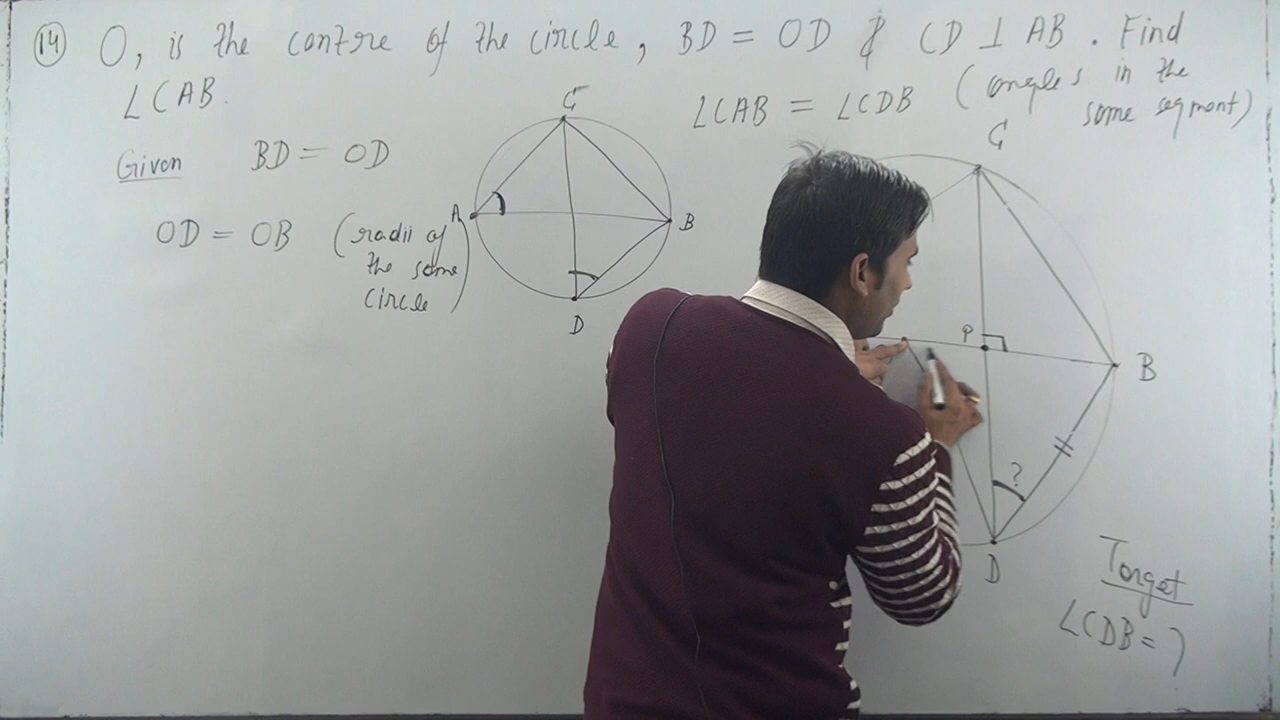 14 O, is the centre of the circle, BD = OD & CD ⊥ AB. Find
∠CAB.
∠CAB = ∠CDB (angles in the
same segment)
Given BD = OD
OD = OB (radii of
the same
circle)
C
A
B
D
C
P
B
?
D
Target
∠CDB = ?